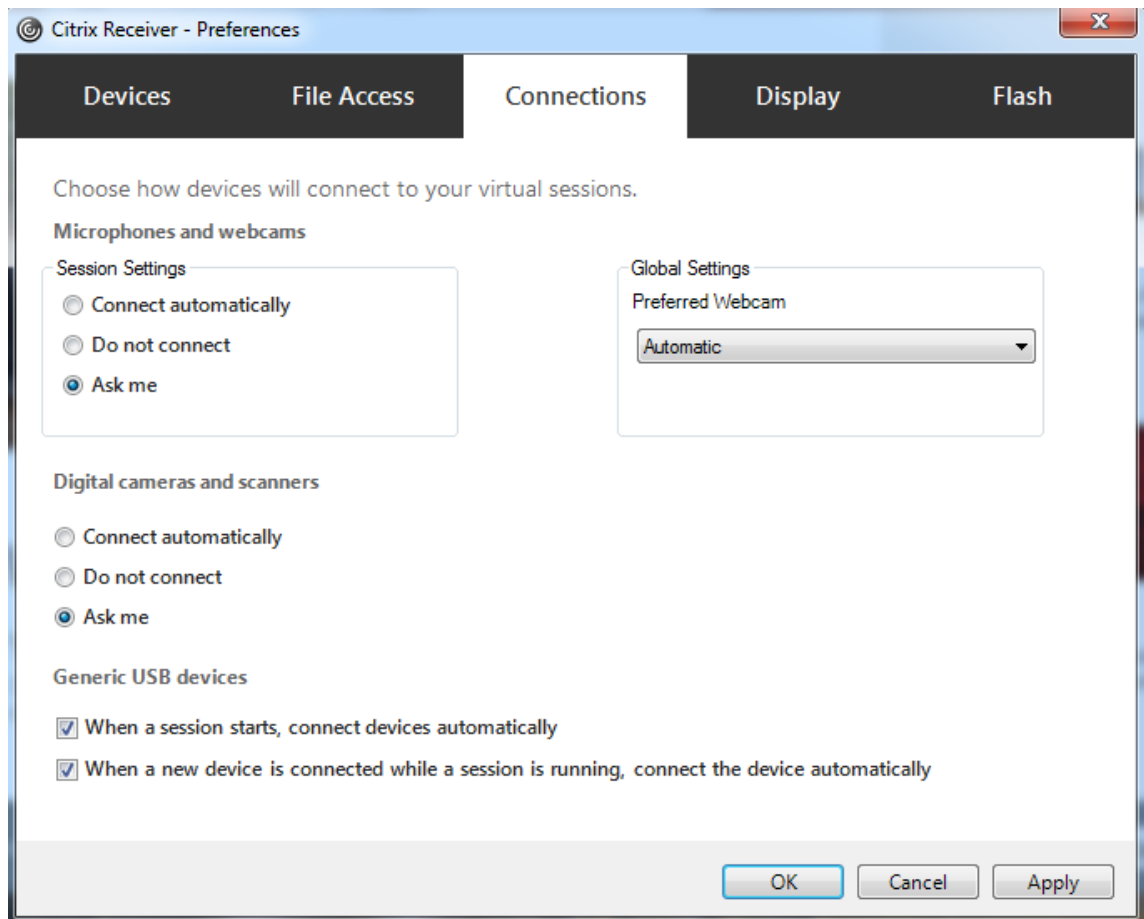 Citrix Receiver - Preferences
Devices File Access Connections Display Flash
Choose how devices will connect to your virtual sessions.
Microphones and webcams
Session Settings
Connect automatically
Do not connect
Ask me
Global Settings
Preferred Webcam
Automatic
Digital cameras and scanners
Connect automatically
Do not connect
Ask me
Generic USB devices
When a session starts, connect devices automatically
When a new device is connected while a session is running, connect the device automatically
OK Cancel Apply